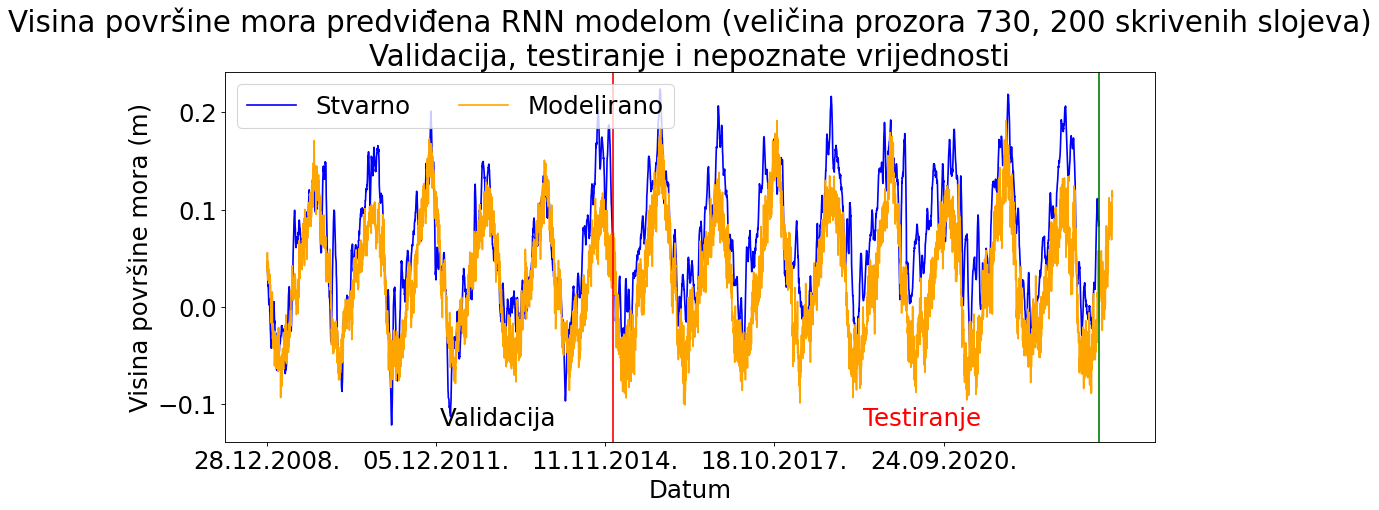 Visina površine mora predviđena RNN modelom (veličina prozora 730, 200 skrivenih slojeva)
Validacija, testiranje i nepoznate vrijednosti
Stvarno
Modelirano
Visina površine mora (m)
0.2
0.1
0.0
−0.1
Validacija
Testiranje
28.12.2008.
05.12.2011.
11.11.2014.
18.10.2017.
24.09.2020.
Datum